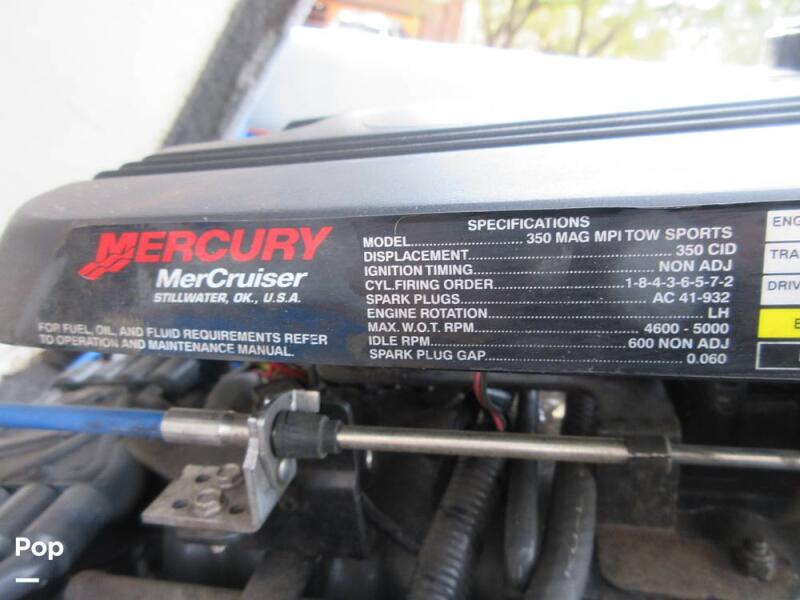 MERCURY
MerCruiser
STILLWATER, OK., U.S.A.
FOR FUEL, OIL, AND FLUID REQUIREMENTS REFER
TO OPERATION AND MAINTENANCE MANUAL.
SPECIFICATIONS
MODEL.......................350 MAG MPI TOW SPORTS
DISPLACEMENT..........................................350 CID
IGNITION TIMING.....................................NON ADJ
CYL.FIRING ORDER..........................1-8-4-3-6-5-7-2
SPARK PLUGS.......................................AC 41-932
ENGINE ROTATION............................................LH
MAX. W.O.T. RPM...............................4600 - 5000
IDLE RPM........................................600 NON ADJ
SPARK PLUG GAP........................................0.060
ENG
TRA
DRIV
Pop